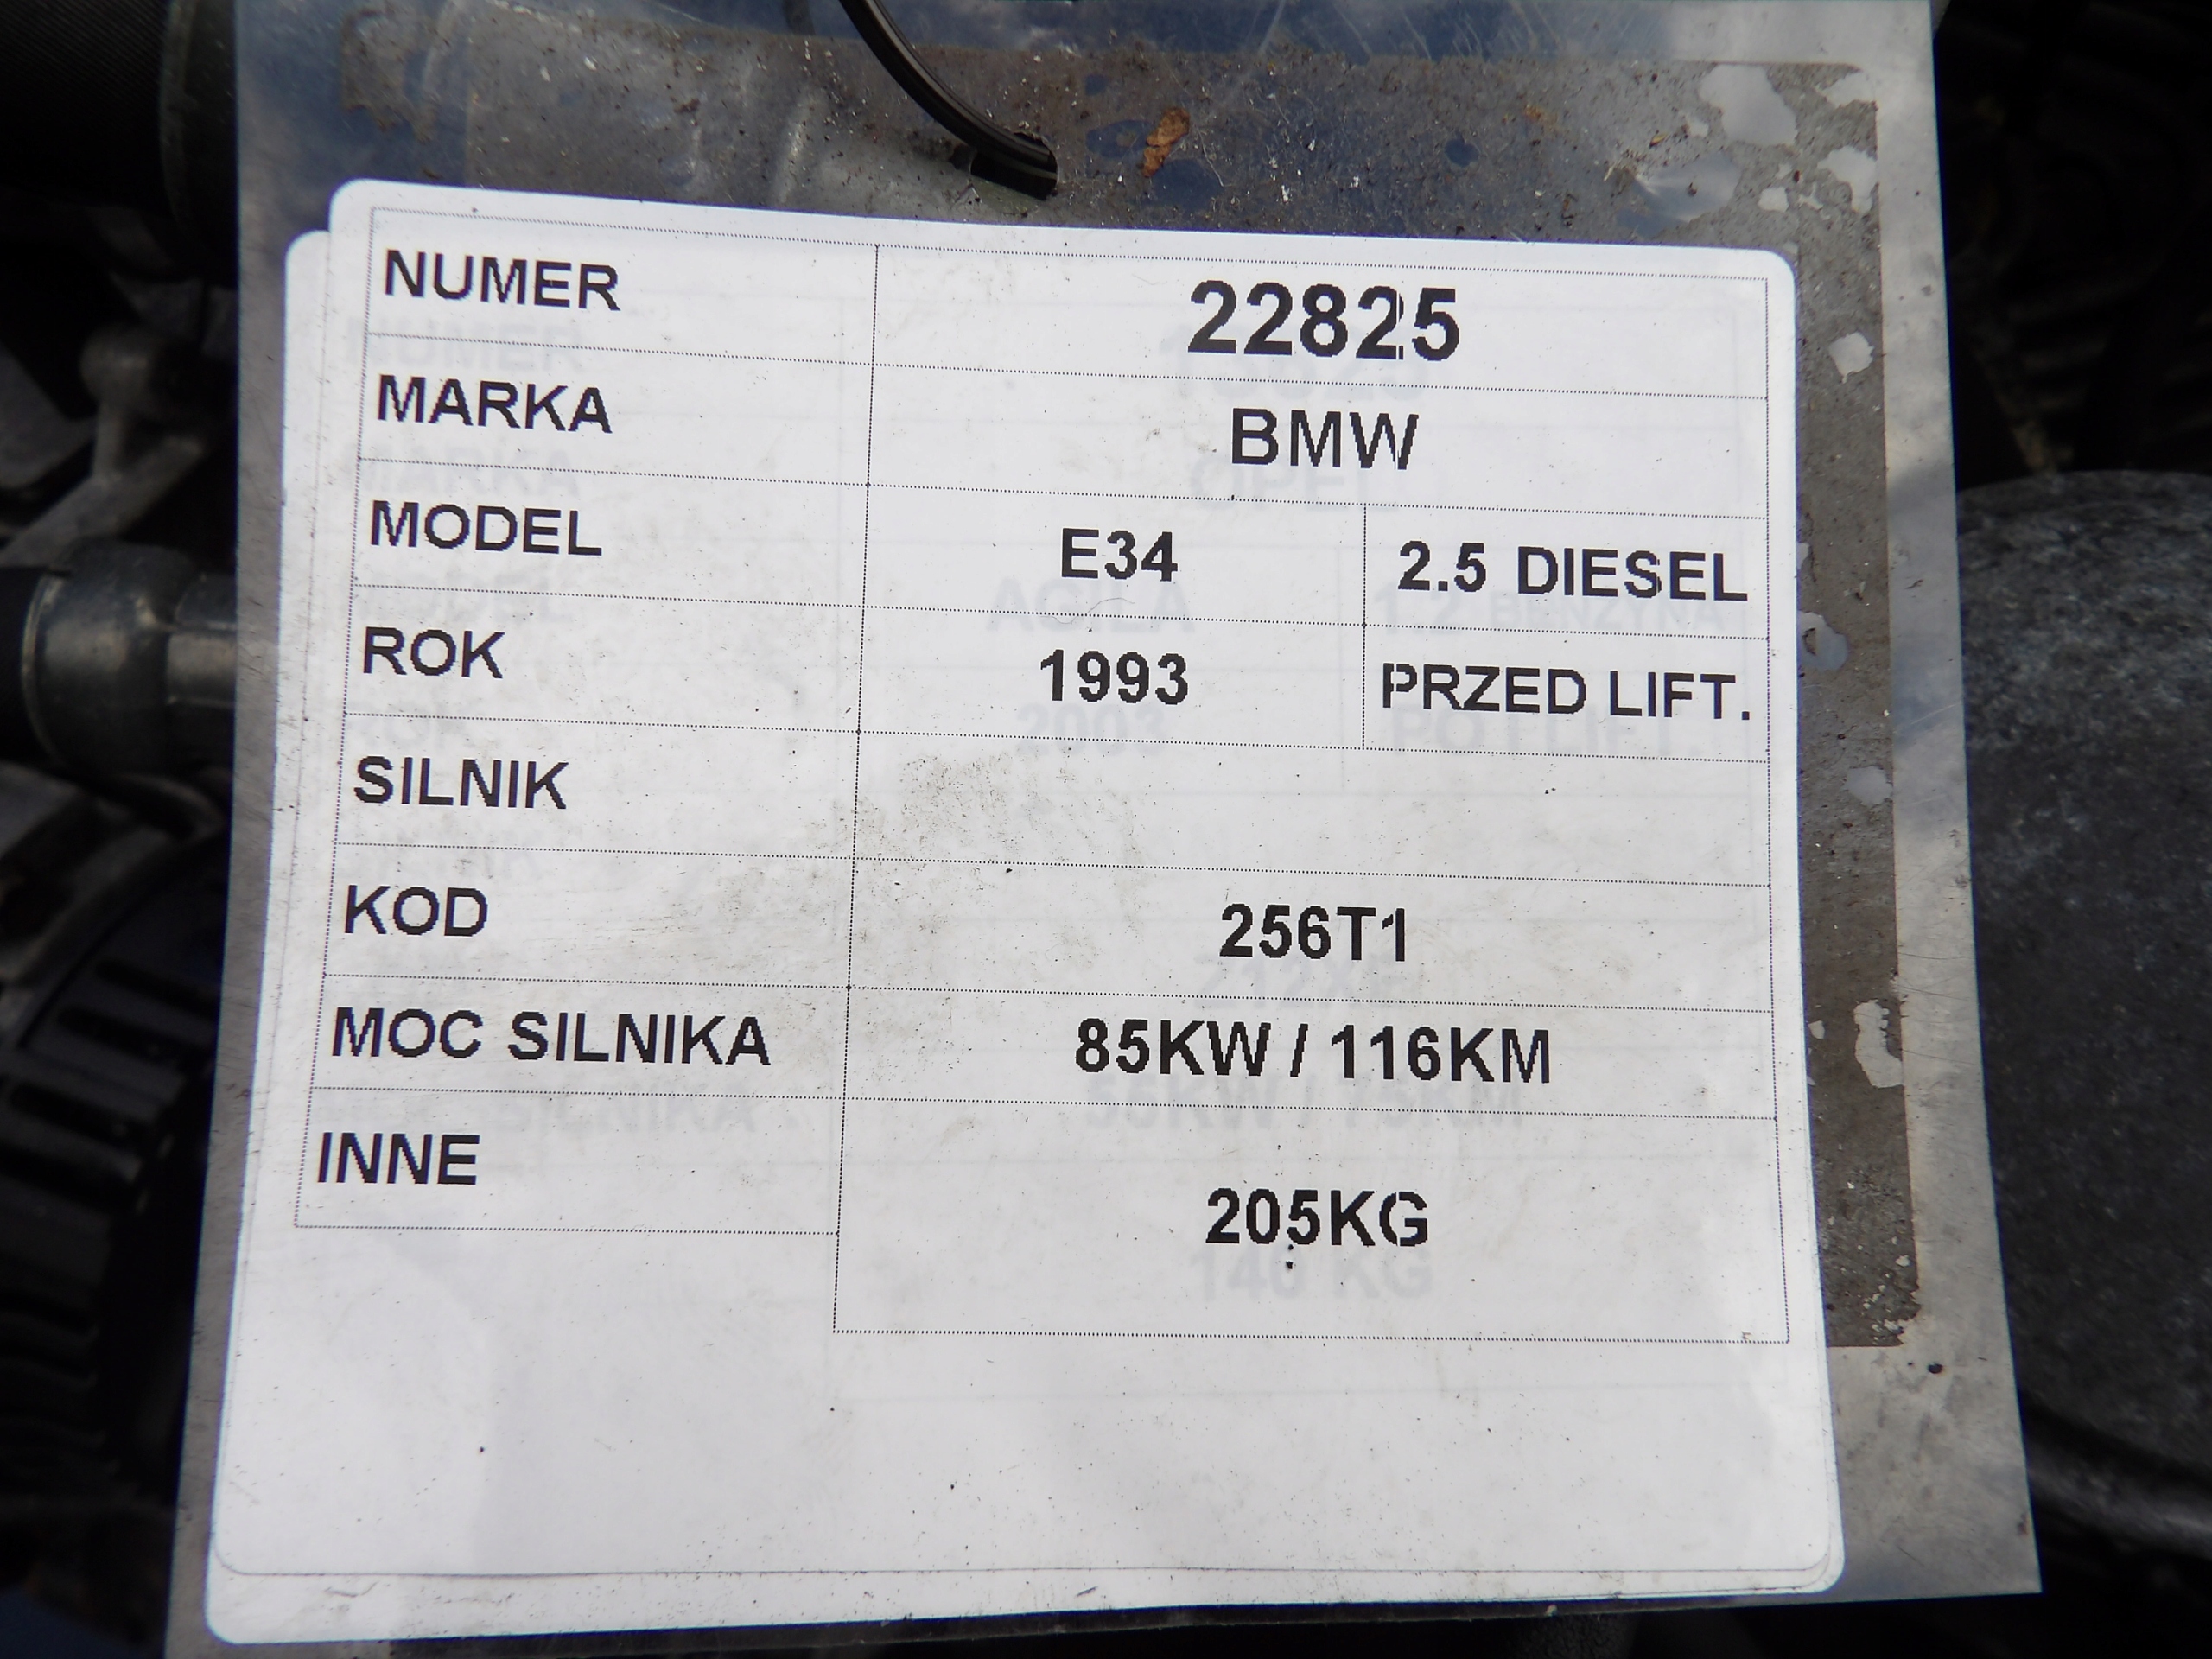 NUMER 22825
MARKA BMW
MODEL E34 2.5 DIESEL
ROK 1993 PRZED LIFT.
SILNIK
KOD 256T1
MOC SILNIKA 85KW / 116KM
INNE 205KG